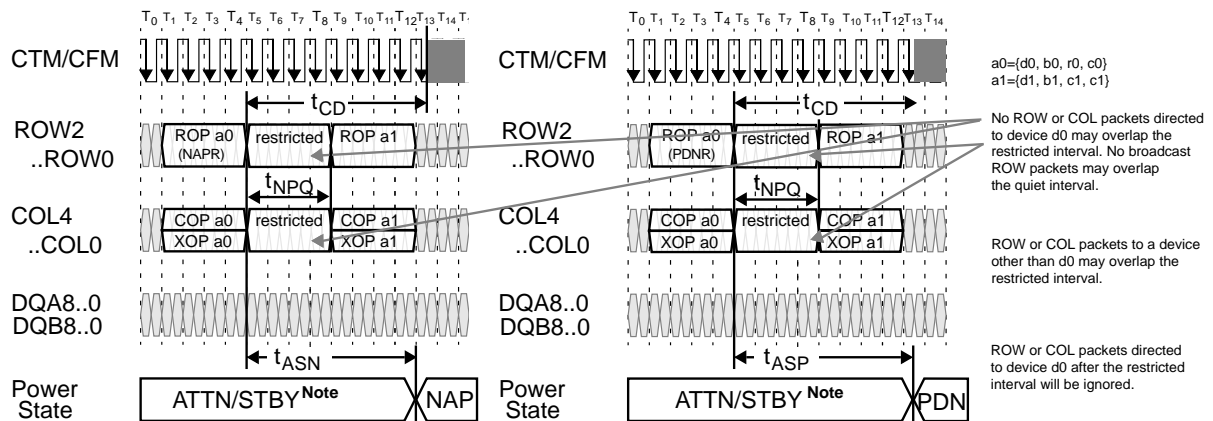 T0 T1 T2 T3 T4 T5 T6 T7 T8 T9 T10 T11 T12 T13 T14
CTM/CFM
tCD
ROW2
..ROW0
ROP a0
(NAPR)
restricted
ROP a1
tNPQ
COL4
..COL0
COP a0
XOP a0
restricted
COP a1
XOP a1
DQA8..0
DQB8..0
tASN
Power
State
ATTN/STBY Note
NAP
T0 T1 T2 T3 T4 T5 T6 T7 T8 T9 T10 T11 T12 T13 T14
CTM/CFM
tCD
ROW2
..ROW0
ROP a0
(PDNR)
restricted
ROP a1
tNPQ
COL4
..COL0
COP a0
XOP a0
restricted
COP a1
XOP a1
DQA8..0
DQB8..0
tASP
Power
State
ATTN/STBY Note
PDN
a0={d0, b0, r0, c0}
a1={d1, b1, c1, c1}
No ROW or COL packets directed
to device d0 may overlap the
restricted interval. No broadcast
ROW packets may overlap
the quiet interval.
ROW or COL packets to a device
other than d0 may overlap the
restricted interval.
ROW or COL packets directed
to device d0 after the restricted
interval will be ignored.